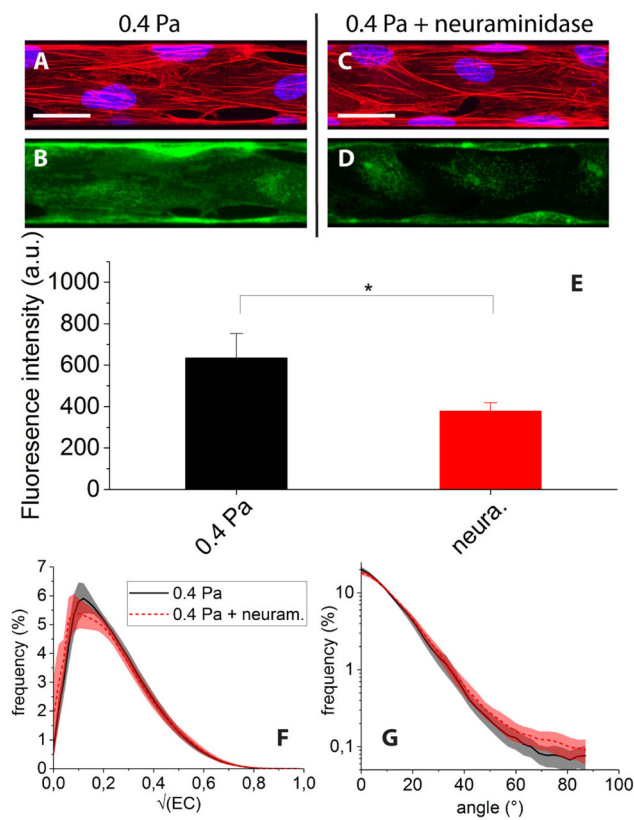 0.4 Pa
0.4 Pa + neuraminidase
A
C
B
D
Fluoresence intensity (a.u.)
1000
800
600
400
200
0
*
E
0.4 Pa
neura.
frequency (%)
7
6
5
4
3
2
1
0
0.4 Pa
0.4 Pa + neuram.
F
0,0
0,2
0,4
0,6
0,8
1,0
√(EC)
frequency (%)
10
1
0,1
G
0
20
40
60
80
100
angle (°)